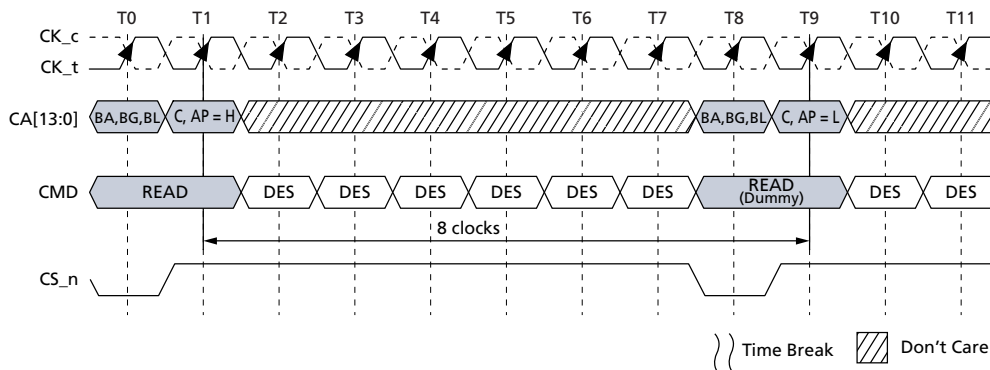 T0 T1 T2 T3 T4 T5 T6 T7 T8 T9 T10 T11
CK_c
CK_t
CA[13:0] BA,BG,BL C, AP = H BA,BG,BL C, AP = L
CMD READ DES DES DES DES DES DES READ DES DES
(Dummy)
8 clocks
CS_n
Time Break Don't Care